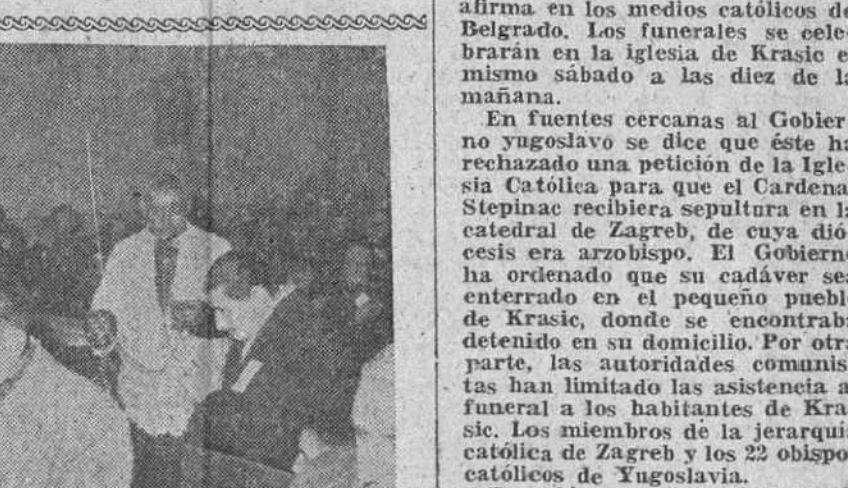 afirma en los medios católicos de
Belgrado. Los funerales se cele-
brarán en la iglesia de Krasic e
mismo sábado a las diez de la
mañana.
En fuentes cercanas al Gobier-
no yugoslavo se dice que éste ha
rechazado una petición de la Igle-
sia Católica para que el Cardena
Stepinac recibiera sepultura en la
catedral de Zagreb, de cuya dió-
cesis era arzobispo. El Gobierno
ha ordenado que su cadáver sea
enterrado en el pequeño pueblo
de Krasic, donde se encontraba
detenido en su domicilio. Por otra
parte, las autoridades comunis-
tas han limitado las asistencia a
funeral a los habitantes de Kra-
sic. Los miembros de la jerarquía
católica de Zagreb y los 22 obispo
católicos de Yugoslavia.